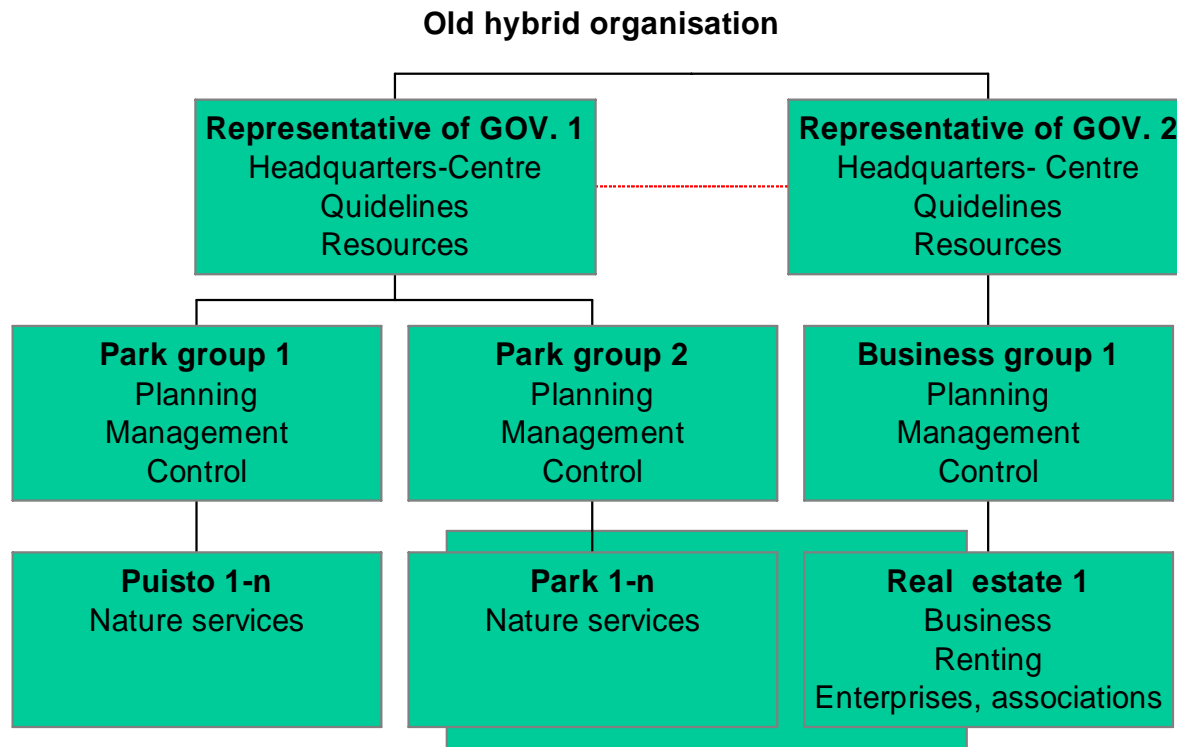 Old hybrid organisation
Representative of GOV. 1
Headquarters-Centre
Quidelines
Resources
Representative of GOV. 2
Headquarters- Centre
Quidelines
Resources
Park group 1
Planning
Management
Control
Park group 2
Planning
Management
Control
Business group 1
Planning
Management
Control
Puisto 1-n
Nature services
Park 1-n
Nature services
Real estate 1
Business
Renting
Enterprises, associations